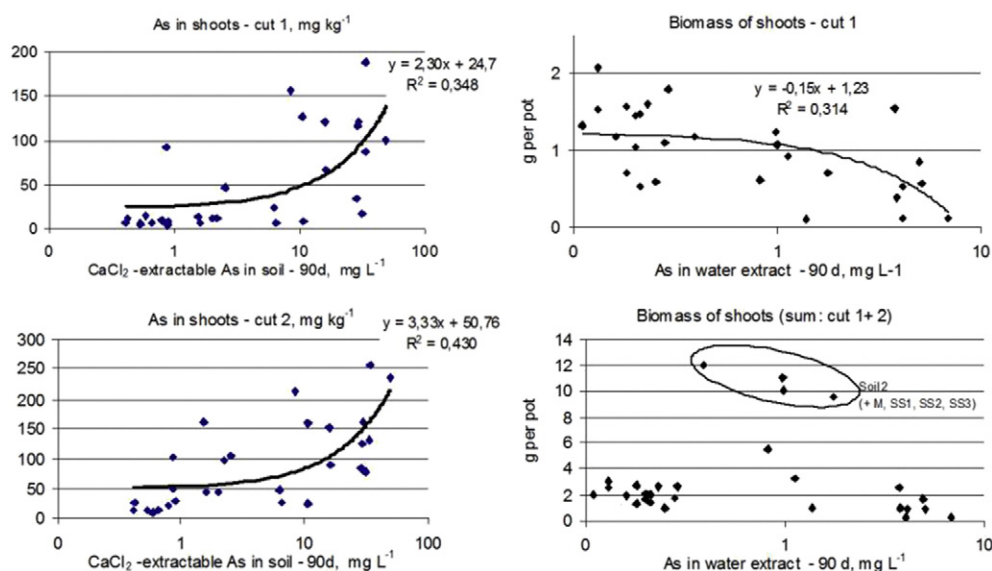 As in shoots - cut 1, mg kg⁻¹
200
150
100
50
0
y = 2,30x + 24,7
R² = 0,348
0
1
10
100
CaCl₂ -extractable As in soil - 90d, mg L⁻¹
Biomass of shoots - cut 1
g per pot
2
1
0
y = -0,15x + 1,23
R² = 0,314
0
1
10
As in water extract - 90 d, mg L-1
As in shoots - cut 2, mg kg⁻¹
300
250
200
150
100
50
0
y = 3,33x + 50,76
R² = 0,430
0
1
10
100
CaCl₂ -extractable As in soil - 90d, mg L⁻¹
Biomass of shoots (sum: cut 1+ 2)
g per pot
14
12
10
8
6
4
2
0
Soil2
(+ M, SS1, SS2, SS3)
0
1
10
As in water extract - 90 d, mg L⁻¹